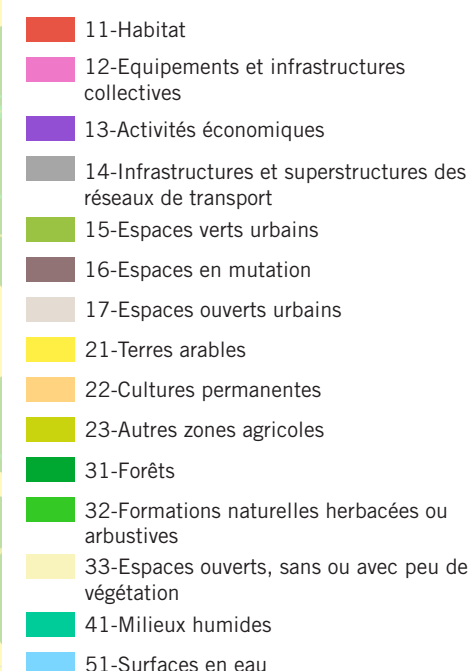 11-Habitat
12-Equipements et infrastructures
collectives
13-Activités économiques
14-Infrastructures et superstructures des
réseaux de transport
15-Espaces verts urbains
16-Espaces en mutation
17-Espaces ouverts urbains
21-Terres arables
22-Cultures permanentes
23-Autres zones agricoles
31-Forêts
32-Formations naturelles herbacées ou
arbustives
33-Espaces ouverts, sans ou avec peu de
végétation
41-Milieux humides
51-Surfaces en eau